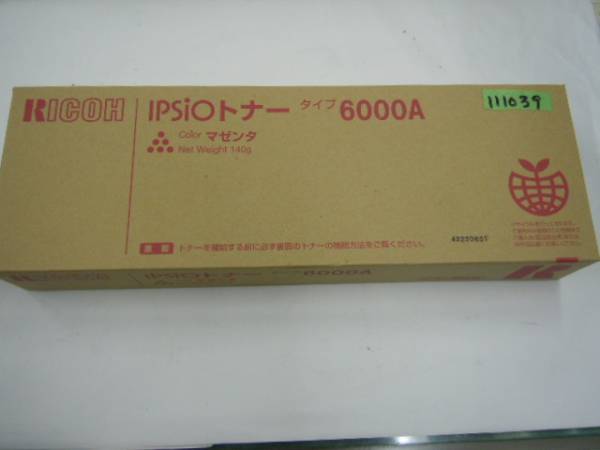 RICOH
IPSiOトナー タイプ 6000A
111039
Color マゼンタ
Net Weight 140g
トナーを補給する前に必ず裏面のトナーの補給方法をご覧ください。
IPSiOトナー 6000A